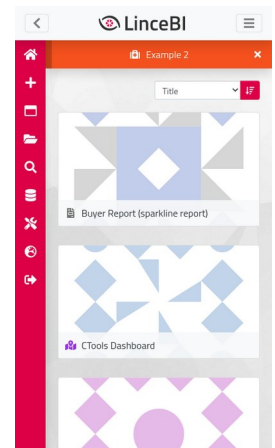 LinceBI
Example 2
Title
Buyer Report (sparkline report)
CTools Dashboard